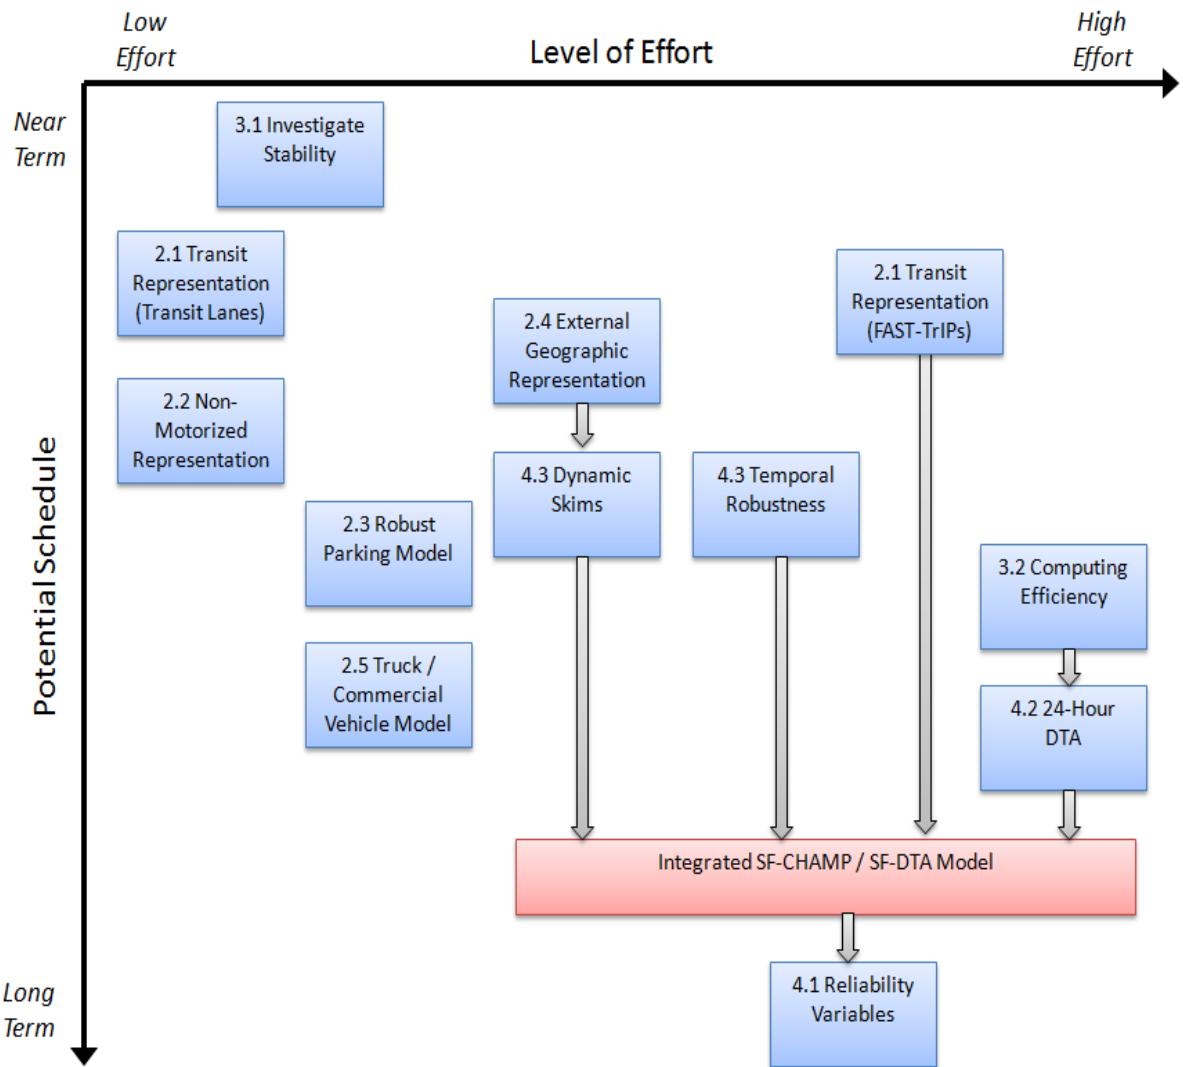 Low
Effort
Level of Effort
High
Effort
Near
Term
3.1 Investigate
Stability
2.1 Transit
Representation
(Transit Lanes)
2.1 Transit
Representation
(FAST-TrIPs)
2.4 External
Geographic
Representation
2.2 Non-
Motorized
Representation
4.3 Dynamic
Skims
4.3 Temporal
Robustness
2.3 Robust
Parking Model
3.2 Computing
Efficiency
Potential Schedule
2.5 Truck /
Commercial
Vehicle Model
4.2 24-Hour
DTA
Integrated SF-CHAMP / SF-DTA Model
4.1 Reliability
Variables
Long
Term